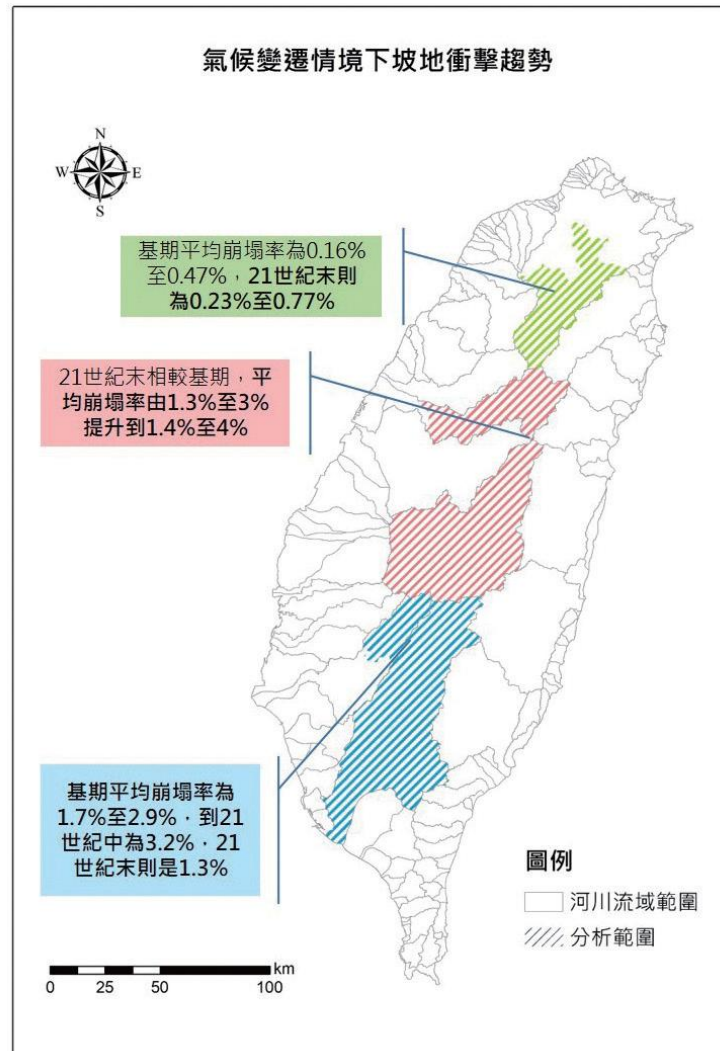 氣候變遷情境下坡地衝擊趨勢
N
W
E
S
基期平均崩塌率為0.16%
至0.47%，21世紀末則
為0.23%至0.77%
21世紀末相較基期，平
均崩塌率由1.3%至3%
提升到1.4%至4%
基期平均崩塌率為
1.7%至2.9%，到21
世紀中為3.2%，21
世紀末則是1.3%
圖例
河川流域範圍
分析範圍
km
0 25 50 100